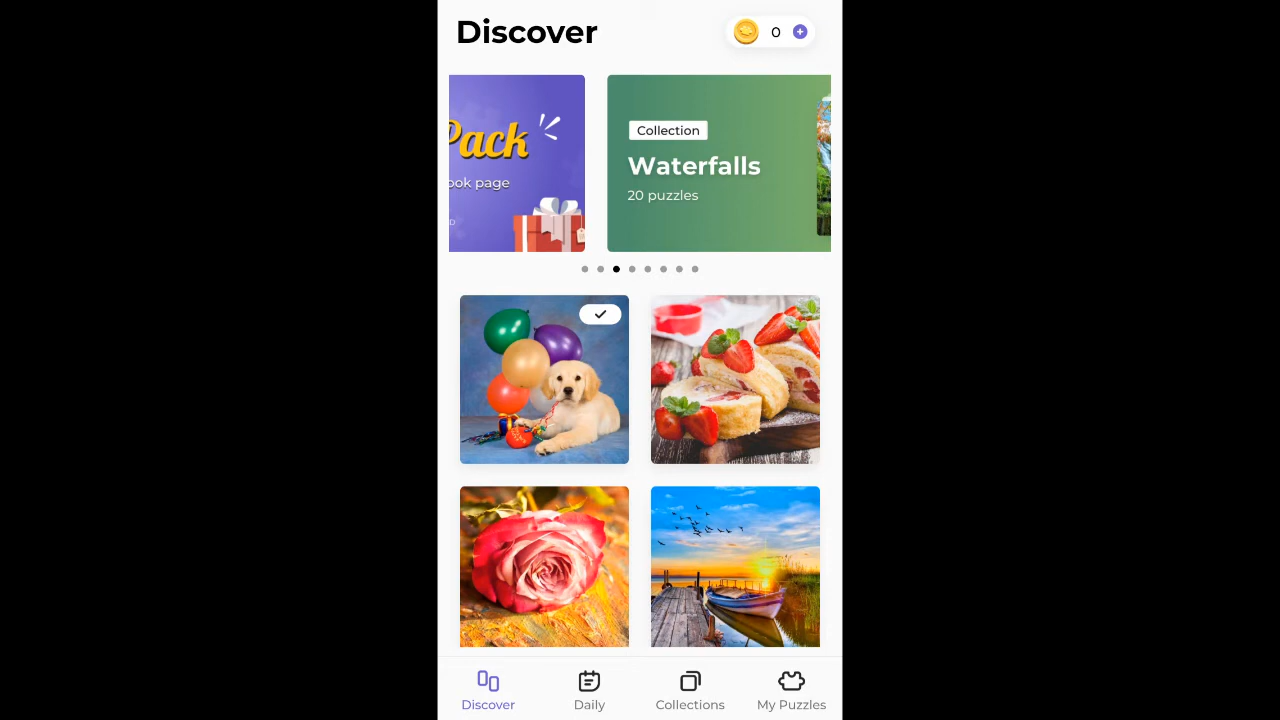 Discover
0
Pack
ook page
Collection
Waterfalls
20 puzzles
Discover
Daily
Collections
My Puzzles